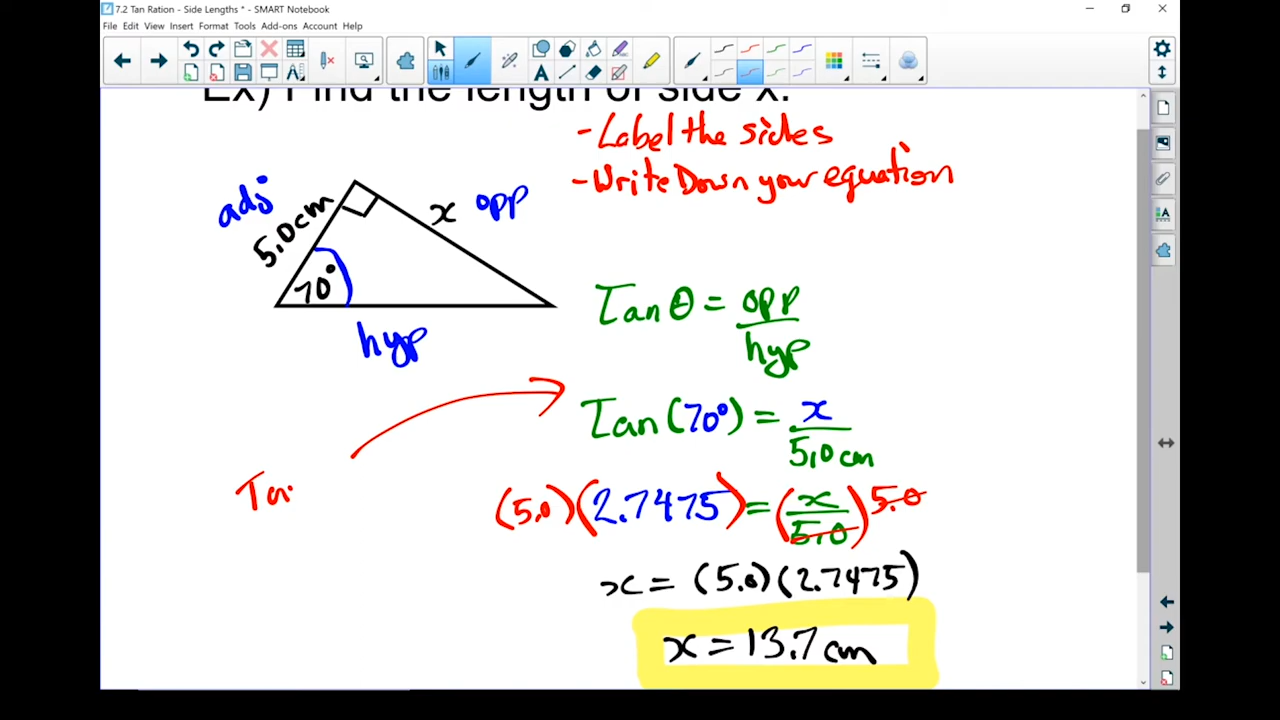 7.2 Tan Ration - Side Lengths * - SMART Notebook
File Edit View Insert Format Tools Add-ons Account Help
Ex) Find the length of side x.
- Label the sides
- Write Down your equation
adj
5.0cm
x opp
70°
hyp
Tan θ = opp
hyp
Tan (70°) = x
5.0 cm
Tan
(5.0) (2.7475) = (x) 5.0
5.0
x = (5.0)(2.7475)
x = 13.7 cm